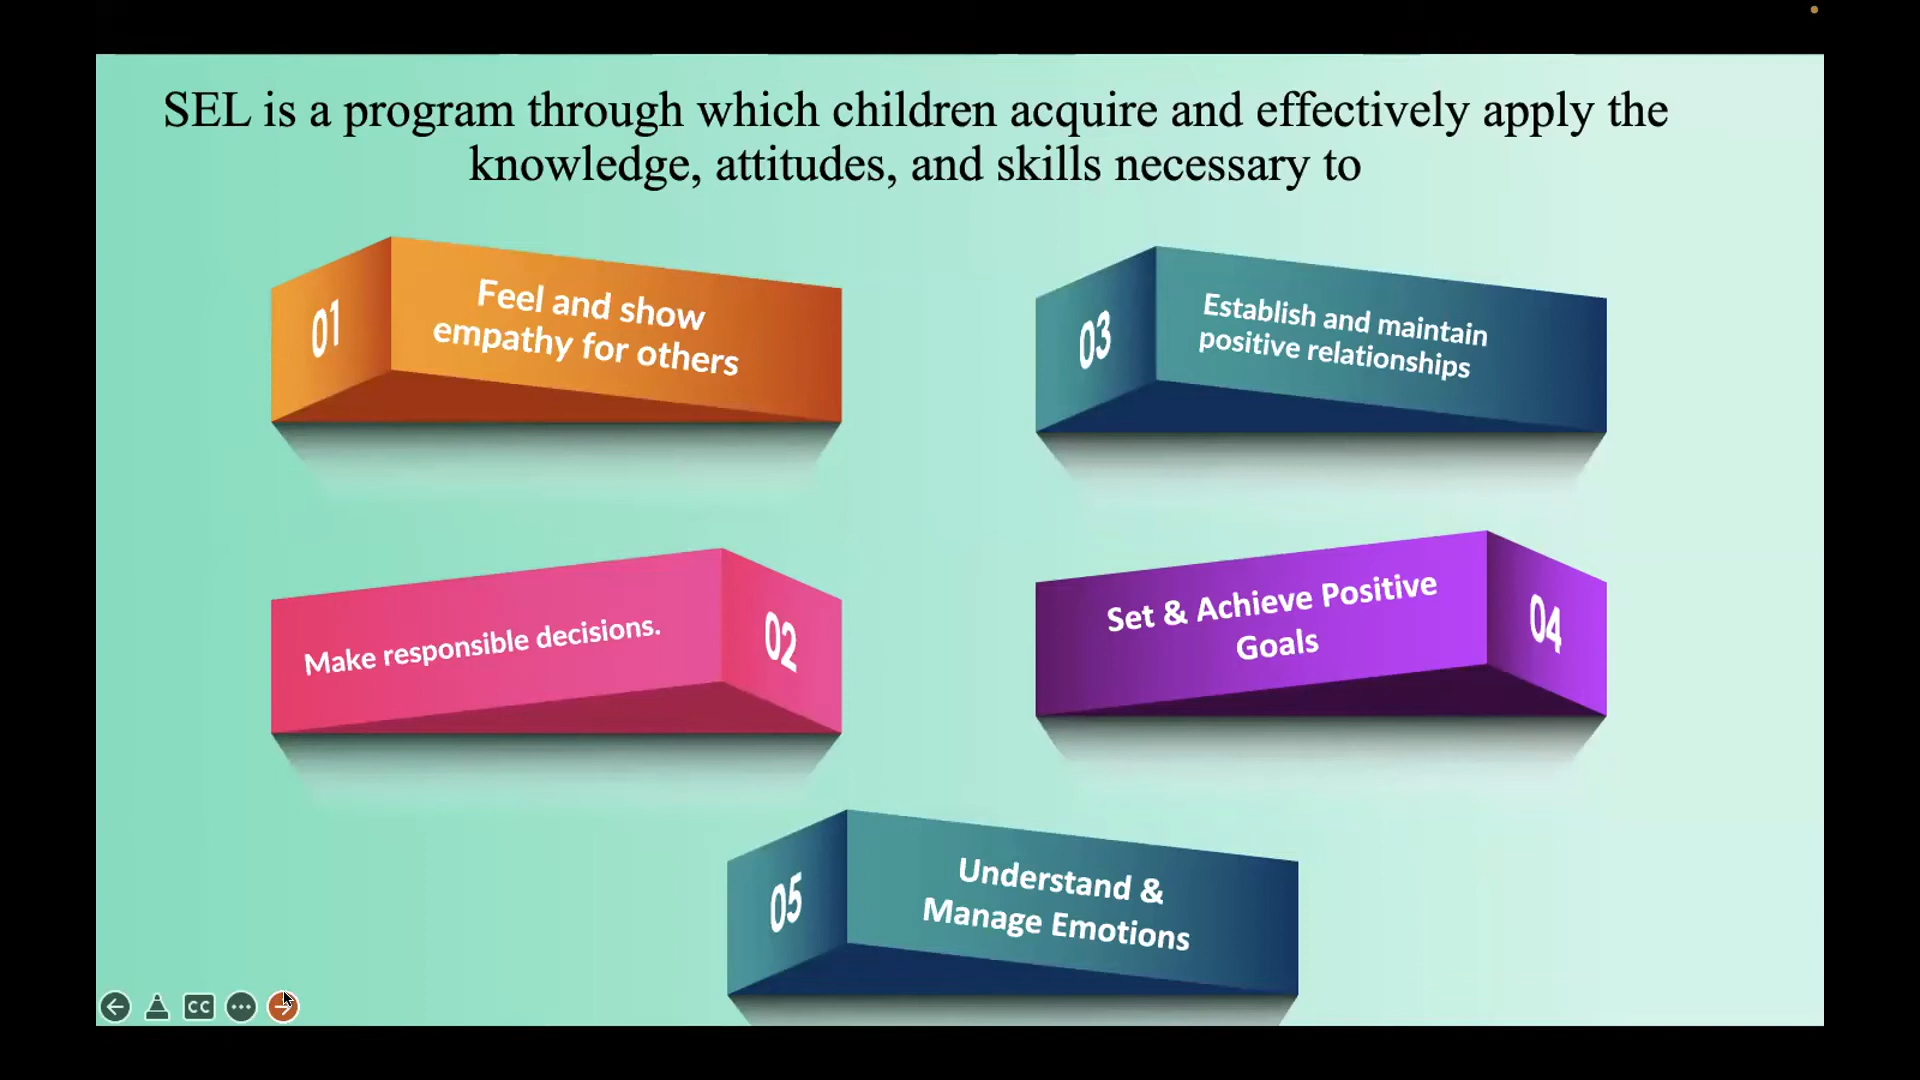 SEL is a program through which children acquire and effectively apply the
knowledge, attitudes, and skills necessary to
01
Feel and show
empathy for others
03
Establish and maintain
positive relationships
Make responsible decisions.
02
Set & Achieve Positive
Goals
04
05
Understand &
Manage Emotions
CC